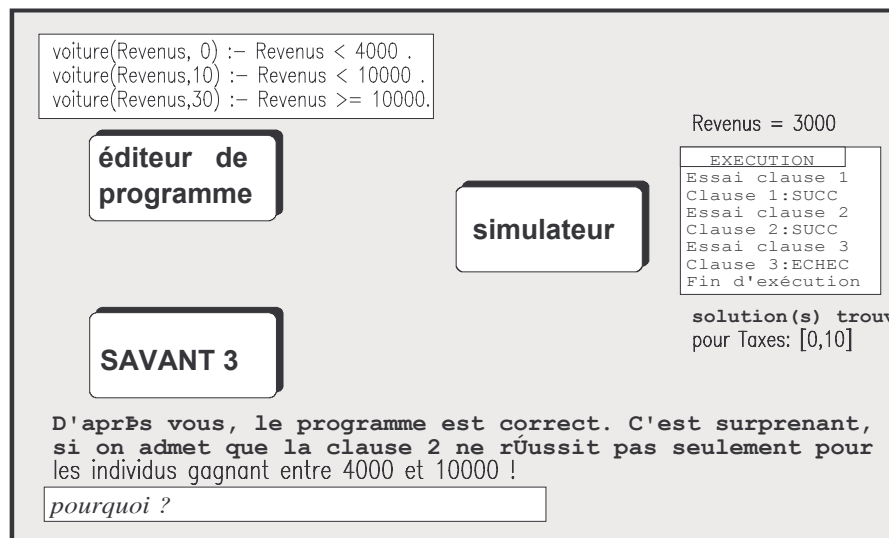 voiture(Revenus, 0) :– Revenus < 4000 .
voiture(Revenus,10) :– Revenus < 10000 .
voiture(Revenus,30) :– Revenus >= 10000.
éditeur de
programme
Revenus = 3000
EXECUTION
Essai clause 1
Clause 1:SUCC
Essai clause 2
Clause 2:SUCC
Essai clause 3
Clause 3:ECHEC
Fin d'exécution
simulateur
solution(s) trouv
pour Taxes: [0,10]
SAVANT 3
D'aprÞs vous, le programme est correct. C'est surprenant,
si on admet que la clause 2 ne rÚussit pas seulement pour
les individus gagnant entre 4000 et 10000 !
pourquoi ?